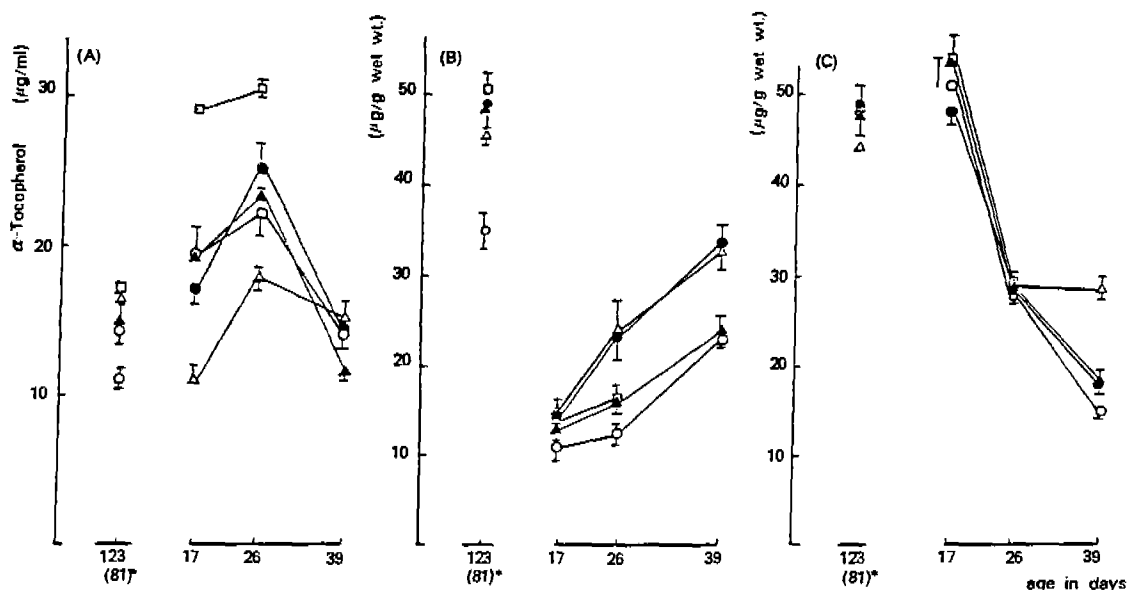 α-Tocopherol (µg/ml)
(A)
30
20
10
123
(81)*
17 26 39
(µg/g wet wt.)
(B)
50
40
30
20
10
123
(81)*
17 26 39
(µg/g wet wt.)
(C)
50
40
30
20
10
123
(81)*
17 26 39
age in days